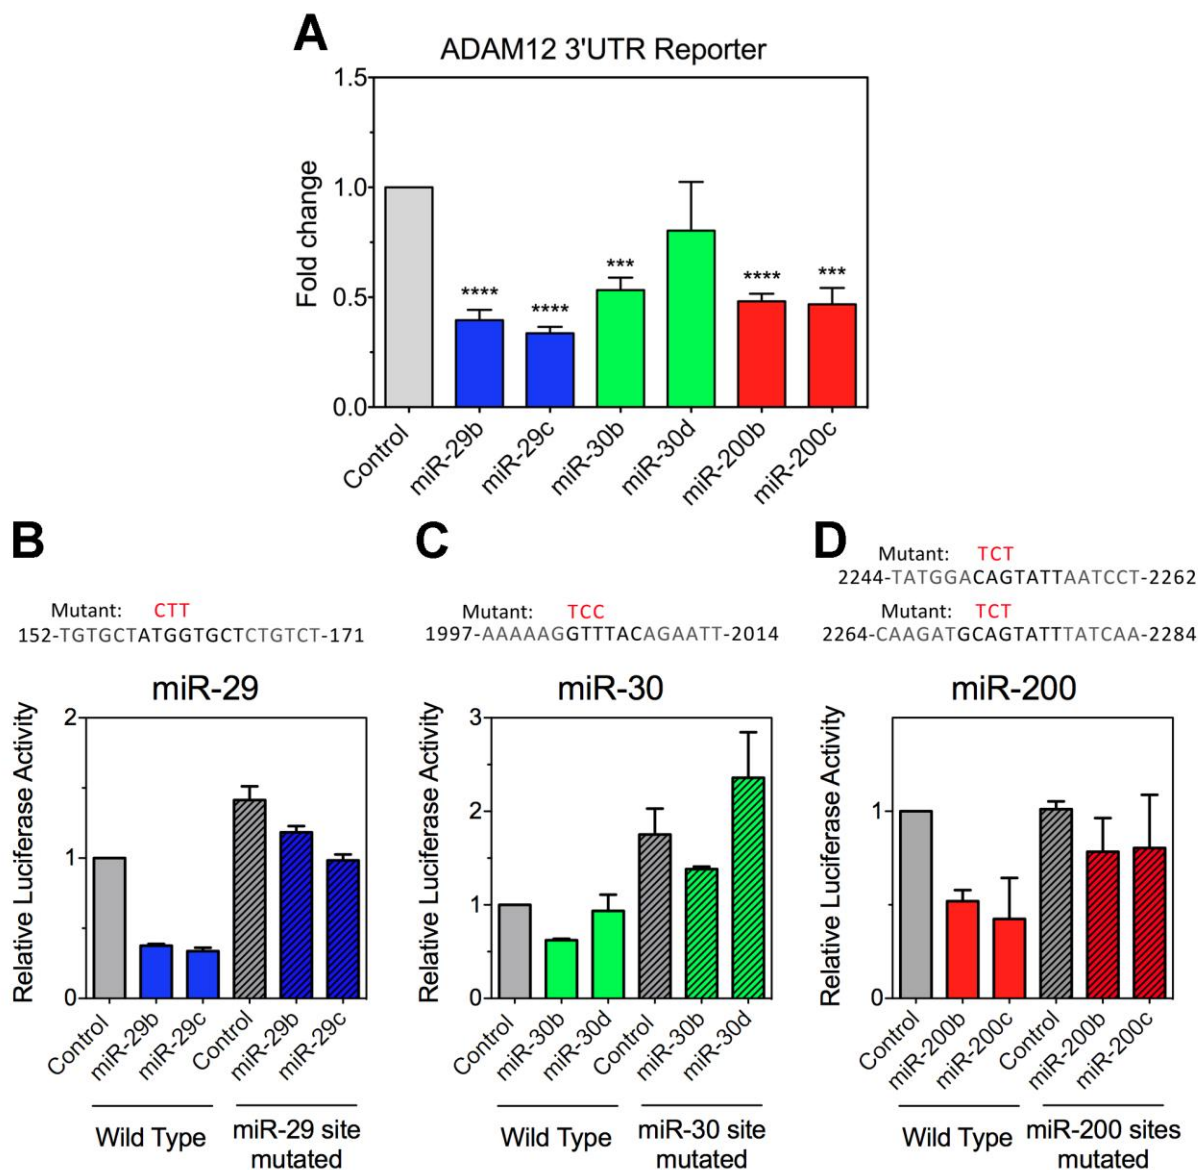 A
ADAM12 3'UTR Reporter
Fold change
1.5
1.0
0.5
0.0
****
****
***
****
***
Control
miR-29b
miR-29c
miR-30b
miR-30d
miR-200b
miR-200c
B
Mutant: CTT
152-TGTGCTATGGTGCTCTGTCT-171
miR-29
Relative Luciferase Activity
2
1
0
Control
miR-29b
miR-29c
Control
miR-29b
miR-29c
Wild Type
miR-29 site
mutated
C
Mutant: TCC
1997-AAAAAGGTTTACAGAATT-2014
miR-30
Relative Luciferase Activity
3
2
1
0
Control
miR-30b
miR-30d
Control
miR-30b
miR-30d
Wild Type
miR-30 site
mutated
D
Mutant: TCT
2244-TATGGACAGTATTAATCCT-2262
Mutant: TCT
2264-CAAGATGCAGTATTTATCAA-2284
miR-200
Relative Luciferase Activity
1
0
Control
miR-200b
miR-200c
Control
miR-200b
miR-200c
Wild Type
miR-200 sites
mutated